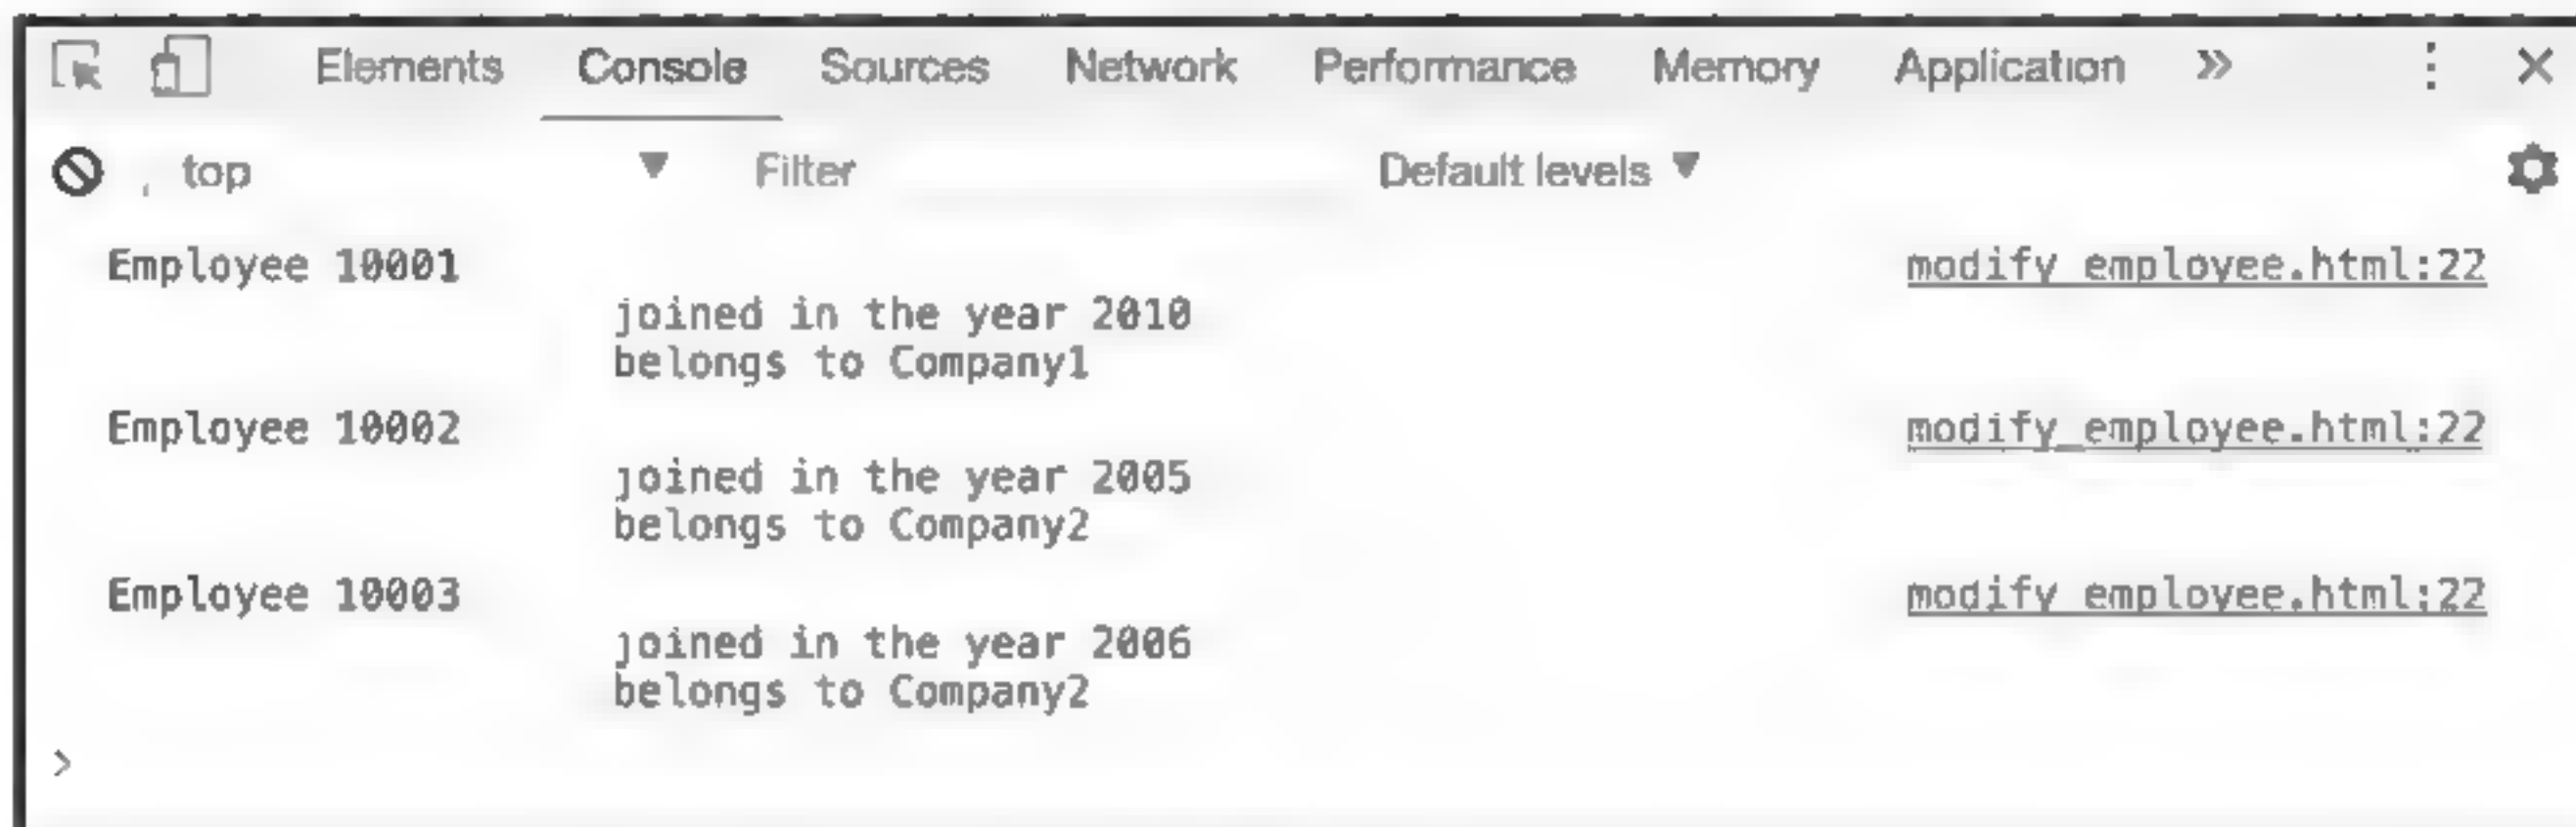 Elements Console Sources Network Performance Memory Application » ⋮ ×
top ▼ Filter Default levels ▼
Employee 10001 modify_employee.html:22
joined in the year 2010
belongs to Company1
Employee 10002 modify_employee.html:22
joined in the year 2005
belongs to Company2
Employee 10003 modify_employee.html:22
joined in the year 2006
belongs to Company2
>